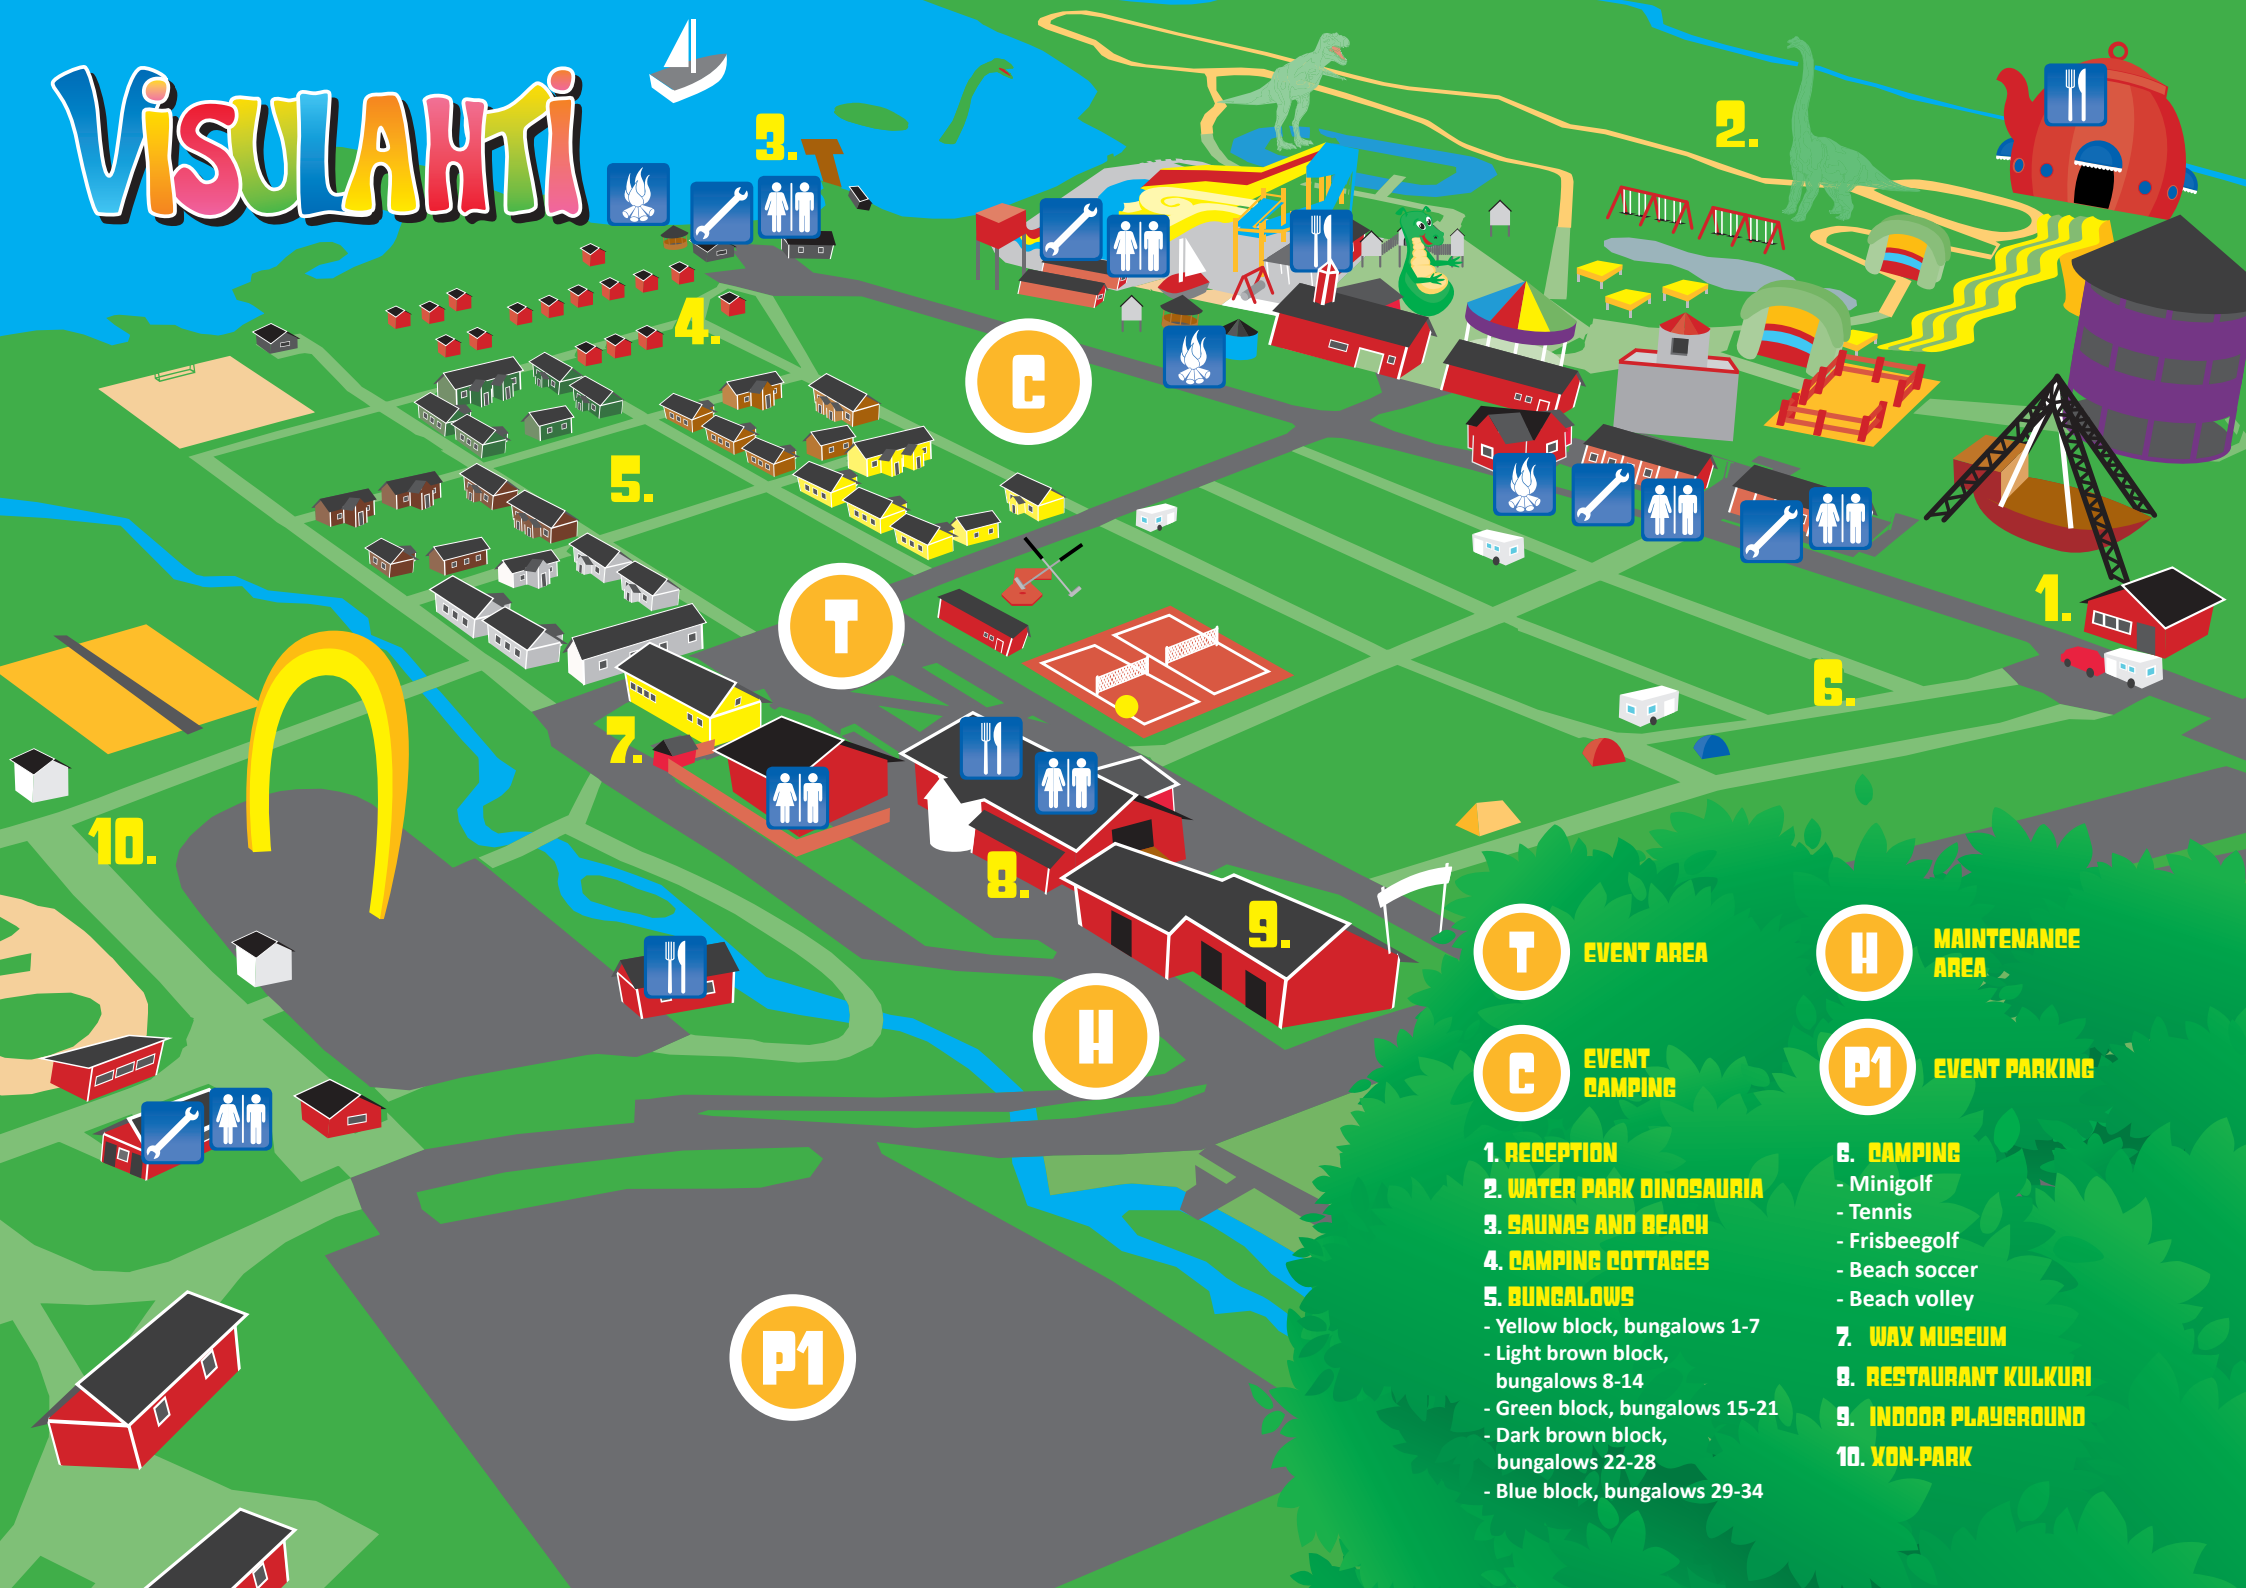 VISULAHTI
3.
2.
C
4.
5.
1.
T
6.
7.
10.
8.
9.
H
P1
T EVENT AREA
H MAINTENANCE
AREA
C EVENT
CAMPING
P1 EVENT PARKING
1. RECEPTION
2. WATER PARK DINOSAURIA
3. SAUNAS AND BEACH
4. CAMPING COTTAGES
5. BUNGALOWS
- Yellow block, bungalows 1-7
- Light brown block,
bungalows 8-14
- Green block, bungalows 15-21
- Dark brown block,
bungalows 22-28
- Blue block, bungalows 29-34
6. CAMPING
- Minigolf
- Tennis
- Frisbeegolf
- Beach soccer
- Beach volley
7. WAX MUSEUM
8. RESTAURANT KULKURI
9. INDOOR PLAYGROUND
10. XON-PARK